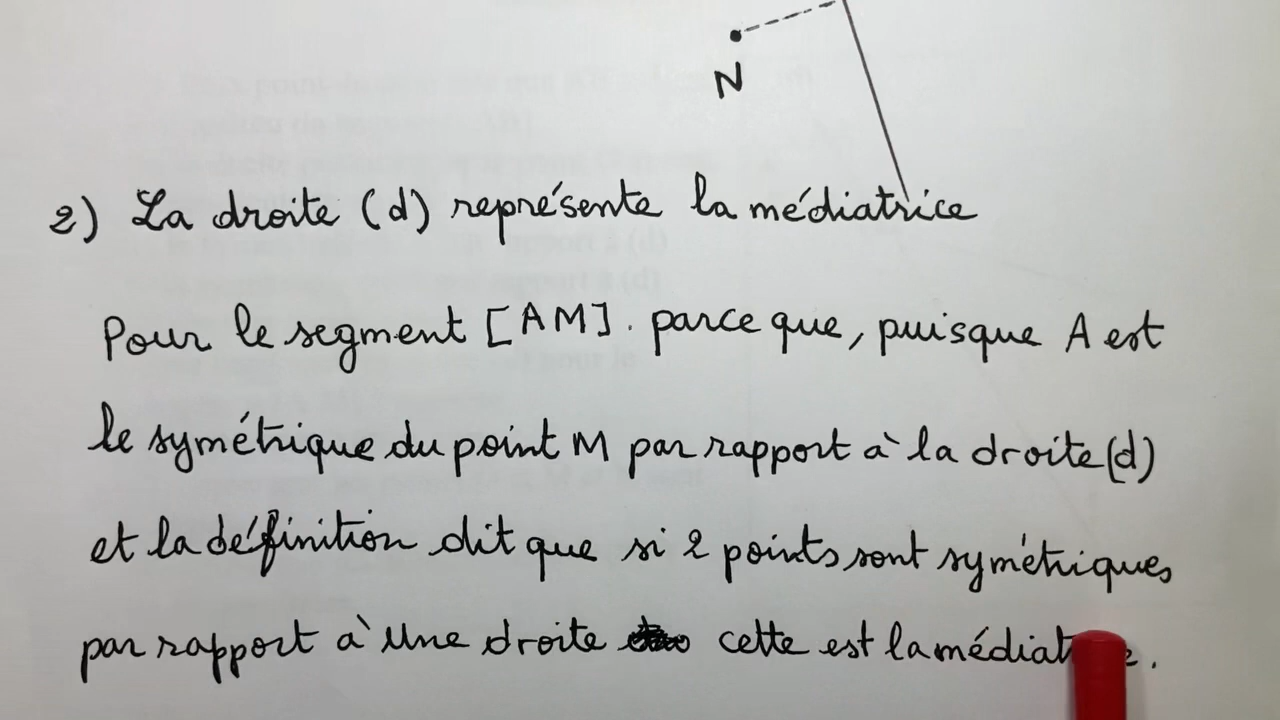 N
2) La droite (d) représente la médiatrice
Pour le segment [AM]. parce que, puisque A est
le symétrique du point M par rapport à la droite (d)
et la définition dit que si 2 points sont symétriques
par rapport à une droite cette est la